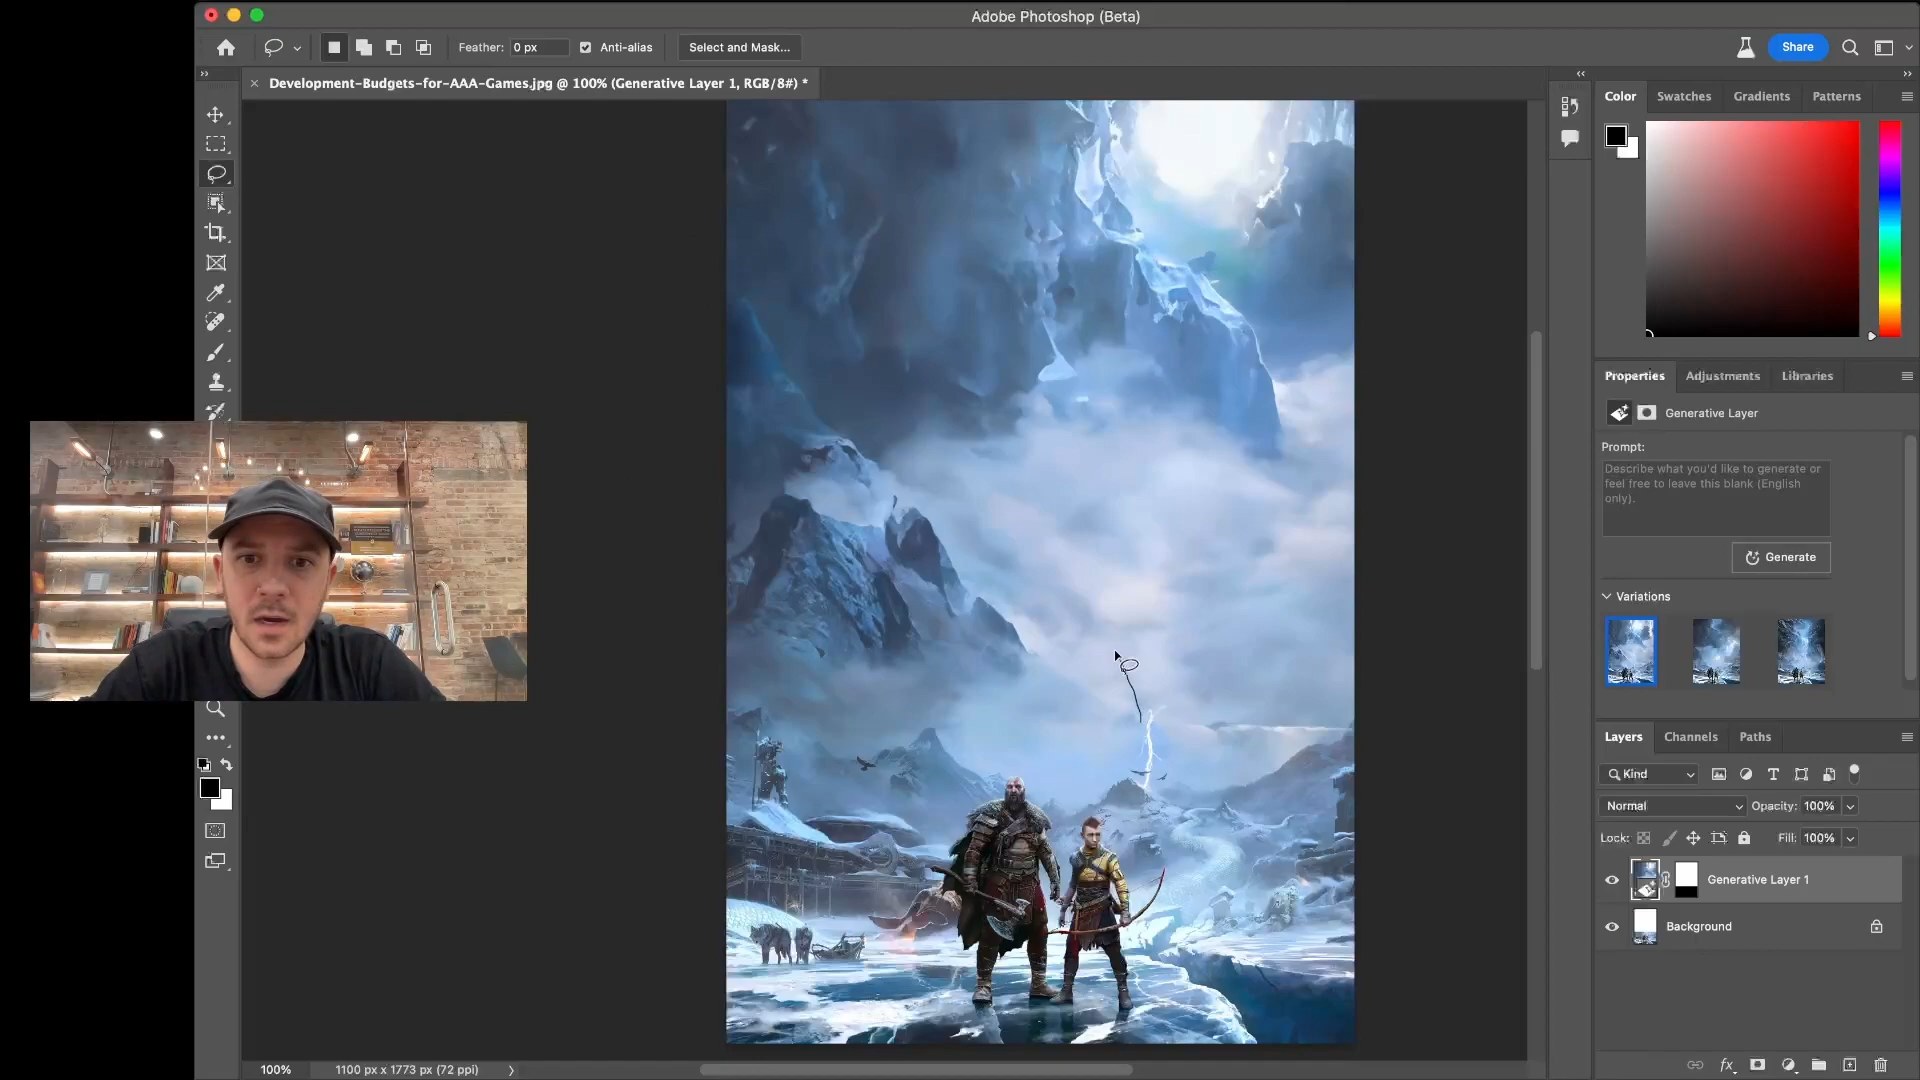 Adobe Photoshop (Beta)
Feather: 0 px Anti-alias Select and Mask... Share
Development-Budgets-for-AAA-Games.jpg @ 100% (Generative Layer 1, RGB/8#) *
Color Swatches Gradients Patterns
Properties Adjustments Libraries
Generative Layer
Prompt:
Describe what you'd like to generate or
feel free to leave this blank (English
only).
Generate
Variations
Layers Channels Paths
Kind
Normal Opacity: 100%
Lock: Fill: 100%
Generative Layer 1
Background
fx
100% 1100 px x 1773 px (72 ppi)